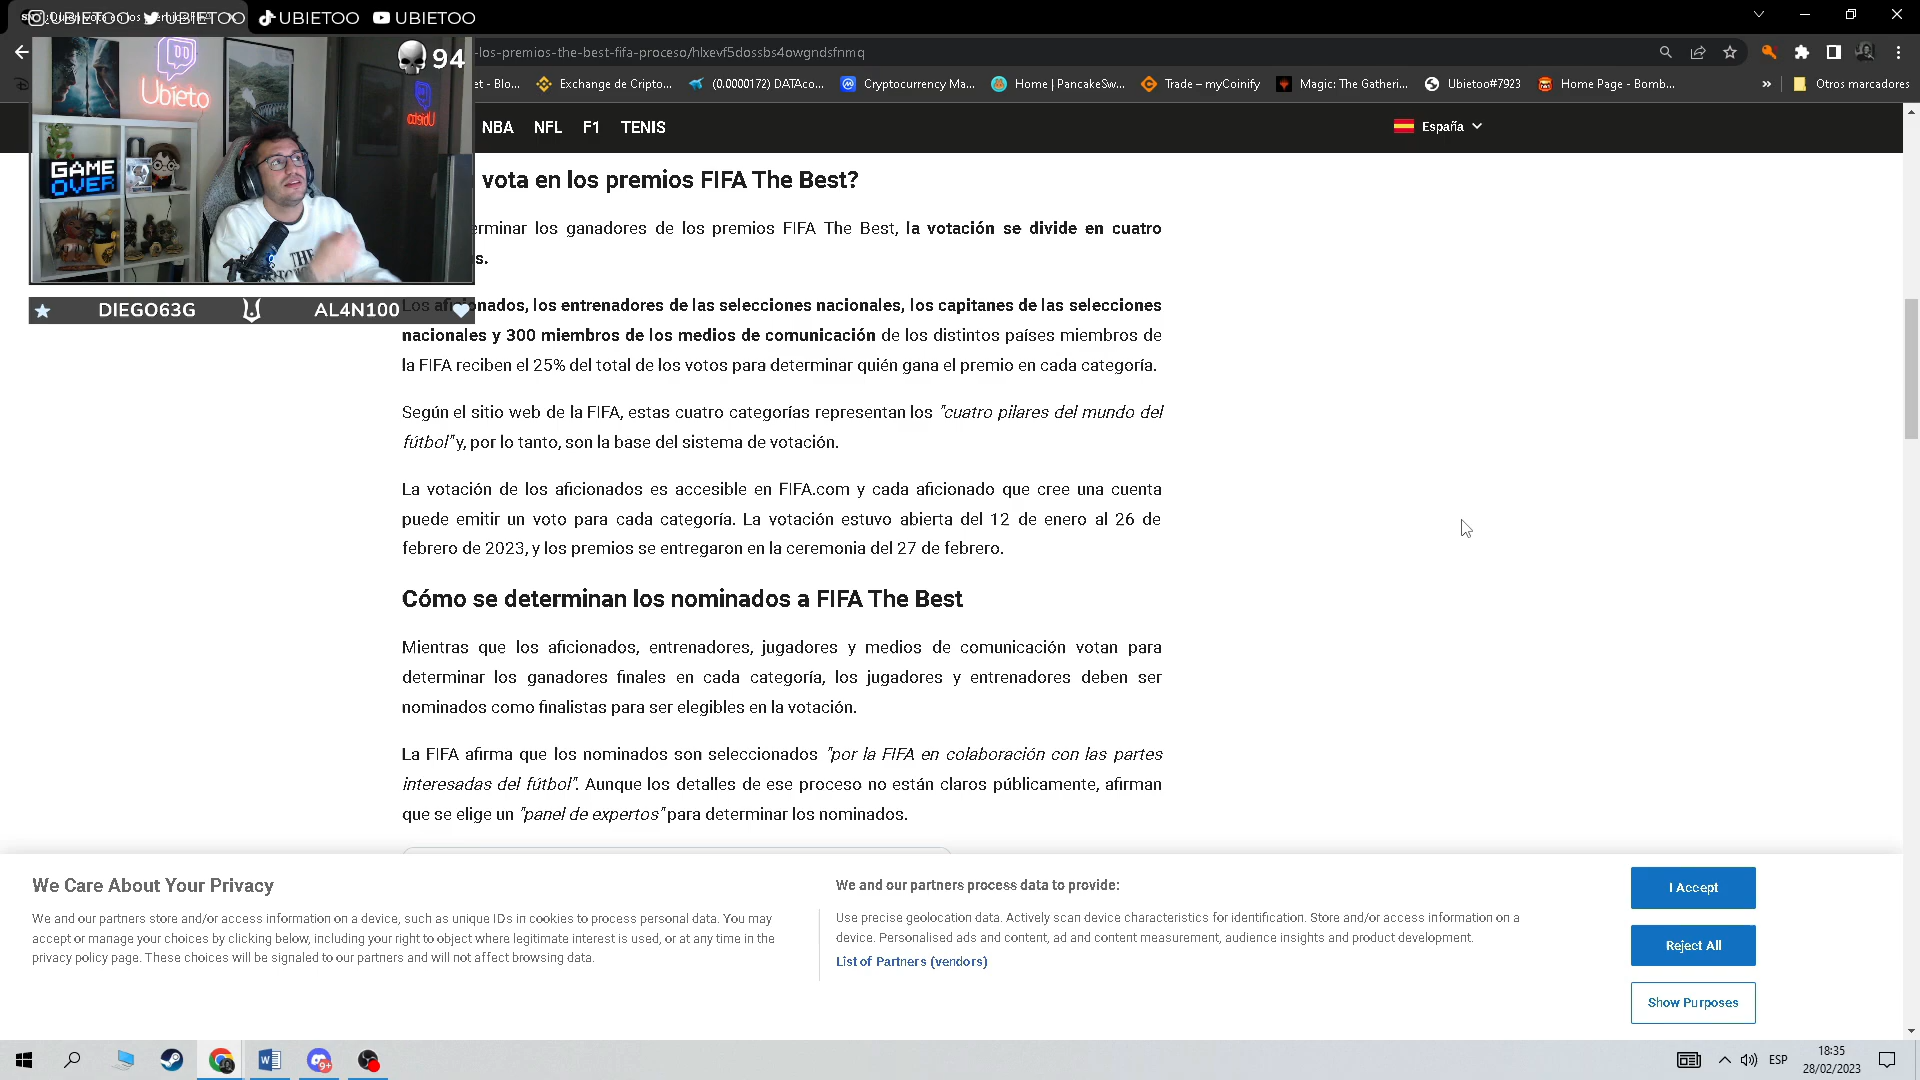 UBIETOO UBIETOO UBIETOO UBIETOO
-los-premios-the-best-fifa-proceso/hlxevf5dossbs4owgndsfnmq
et - Blo... Exchange de Cripto... (0.0000172) DATAco... Cryptocurrency Ma... Home | PancakeSw... Trade – myCoinify Magic: The Gatheri... Ubietoo#7923 Home Page - Bomb... » Otros marcadores
94
Ubieto
Ubieto
GAME
OVER
THE
NBA NFL F1 TENIS
España
vota en los premios FIFA The Best?
erminar los ganadores de los premios FIFA The Best, la votación se divide en cuatro
s.
DIEGO63G AL4N100
Los aficionados, los entrenadores de las selecciones nacionales, los capitanes de las selecciones
nacionales y 300 miembros de los medios de comunicación de los distintos países miembros de
la FIFA reciben el 25% del total de los votos para determinar quién gana el premio en cada categoría.
Según el sitio web de la FIFA, estas cuatro categorías representan los "cuatro pilares del mundo del
fútbol" y, por lo tanto, son la base del sistema de votación.
La votación de los aficionados es accesible en FIFA.com y cada aficionado que cree una cuenta
puede emitir un voto para cada categoría. La votación estuvo abierta del 12 de enero al 26 de
febrero de 2023, y los premios se entregaron en la ceremonia del 27 de febrero.
Cómo se determinan los nominados a FIFA The Best
Mientras que los aficionados, entrenadores, jugadores y medios de comunicación votan para
determinar los ganadores finales en cada categoría, los jugadores y entrenadores deben ser
nominados como finalistas para ser elegibles en la votación.
La FIFA afirma que los nominados son seleccionados "por la FIFA en colaboración con las partes
interesadas del fútbol". Aunque los detalles de ese proceso no están claros públicamente, afirman
que se elige un "panel de expertos" para determinar los nominados.
We Care About Your Privacy
We and our partners store and/or access information on a device, such as unique IDs in cookies to process personal data. You may
accept or manage your choices by clicking below, including your right to object where legitimate interest is used, or at any time in the
privacy policy page. These choices will be signaled to our partners and will not affect browsing data.
We and our partners process data to provide:
Use precise geolocation data. Actively scan device characteristics for identification. Store and/or access information on a
device. Personalised ads and content, ad and content measurement, audience insights and product development.
List of Partners (vendors)
I Accept
Reject All
Show Purposes
9+
ESP
18:35
28/02/2023